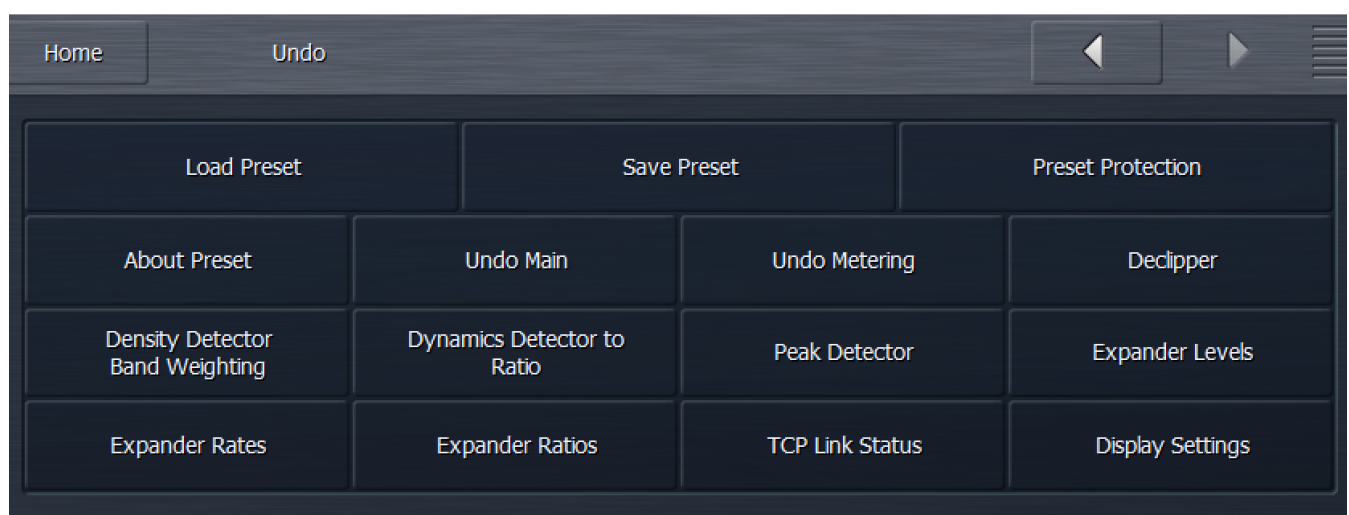 Home
Undo
Load Preset
Save Preset
Preset Protection
About Preset
Undo Main
Undo Metering
Declipper
Density Detector
Band Weighting
Dynamics Detector to
Ratio
Peak Detector
Expander Levels
Expander Rates
Expander Ratios
TCP Link Status
Display Settings